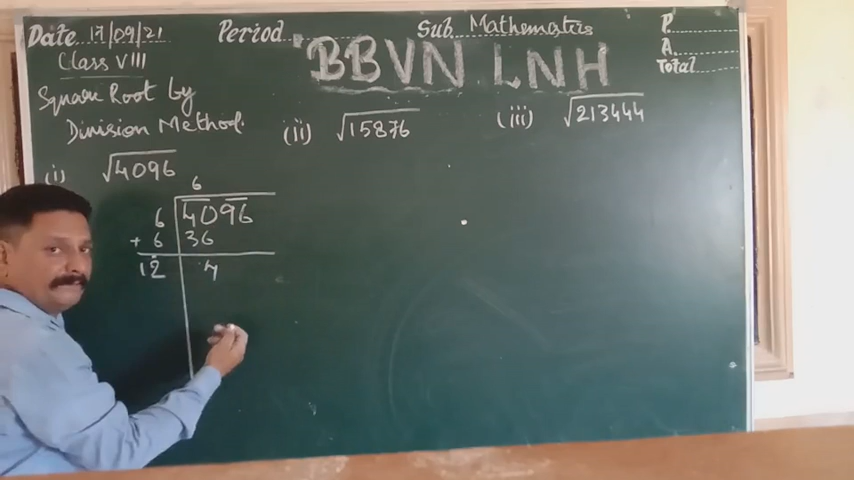 Date 17/09/21 Period Sub. Mathematics P.
A.
Total
Class VIII
BBVN LNH
Square Root by
Division Method.
(i) √4096
(ii) √15876
(iii) √213444
6
6 4096
+ 6 36
12 4